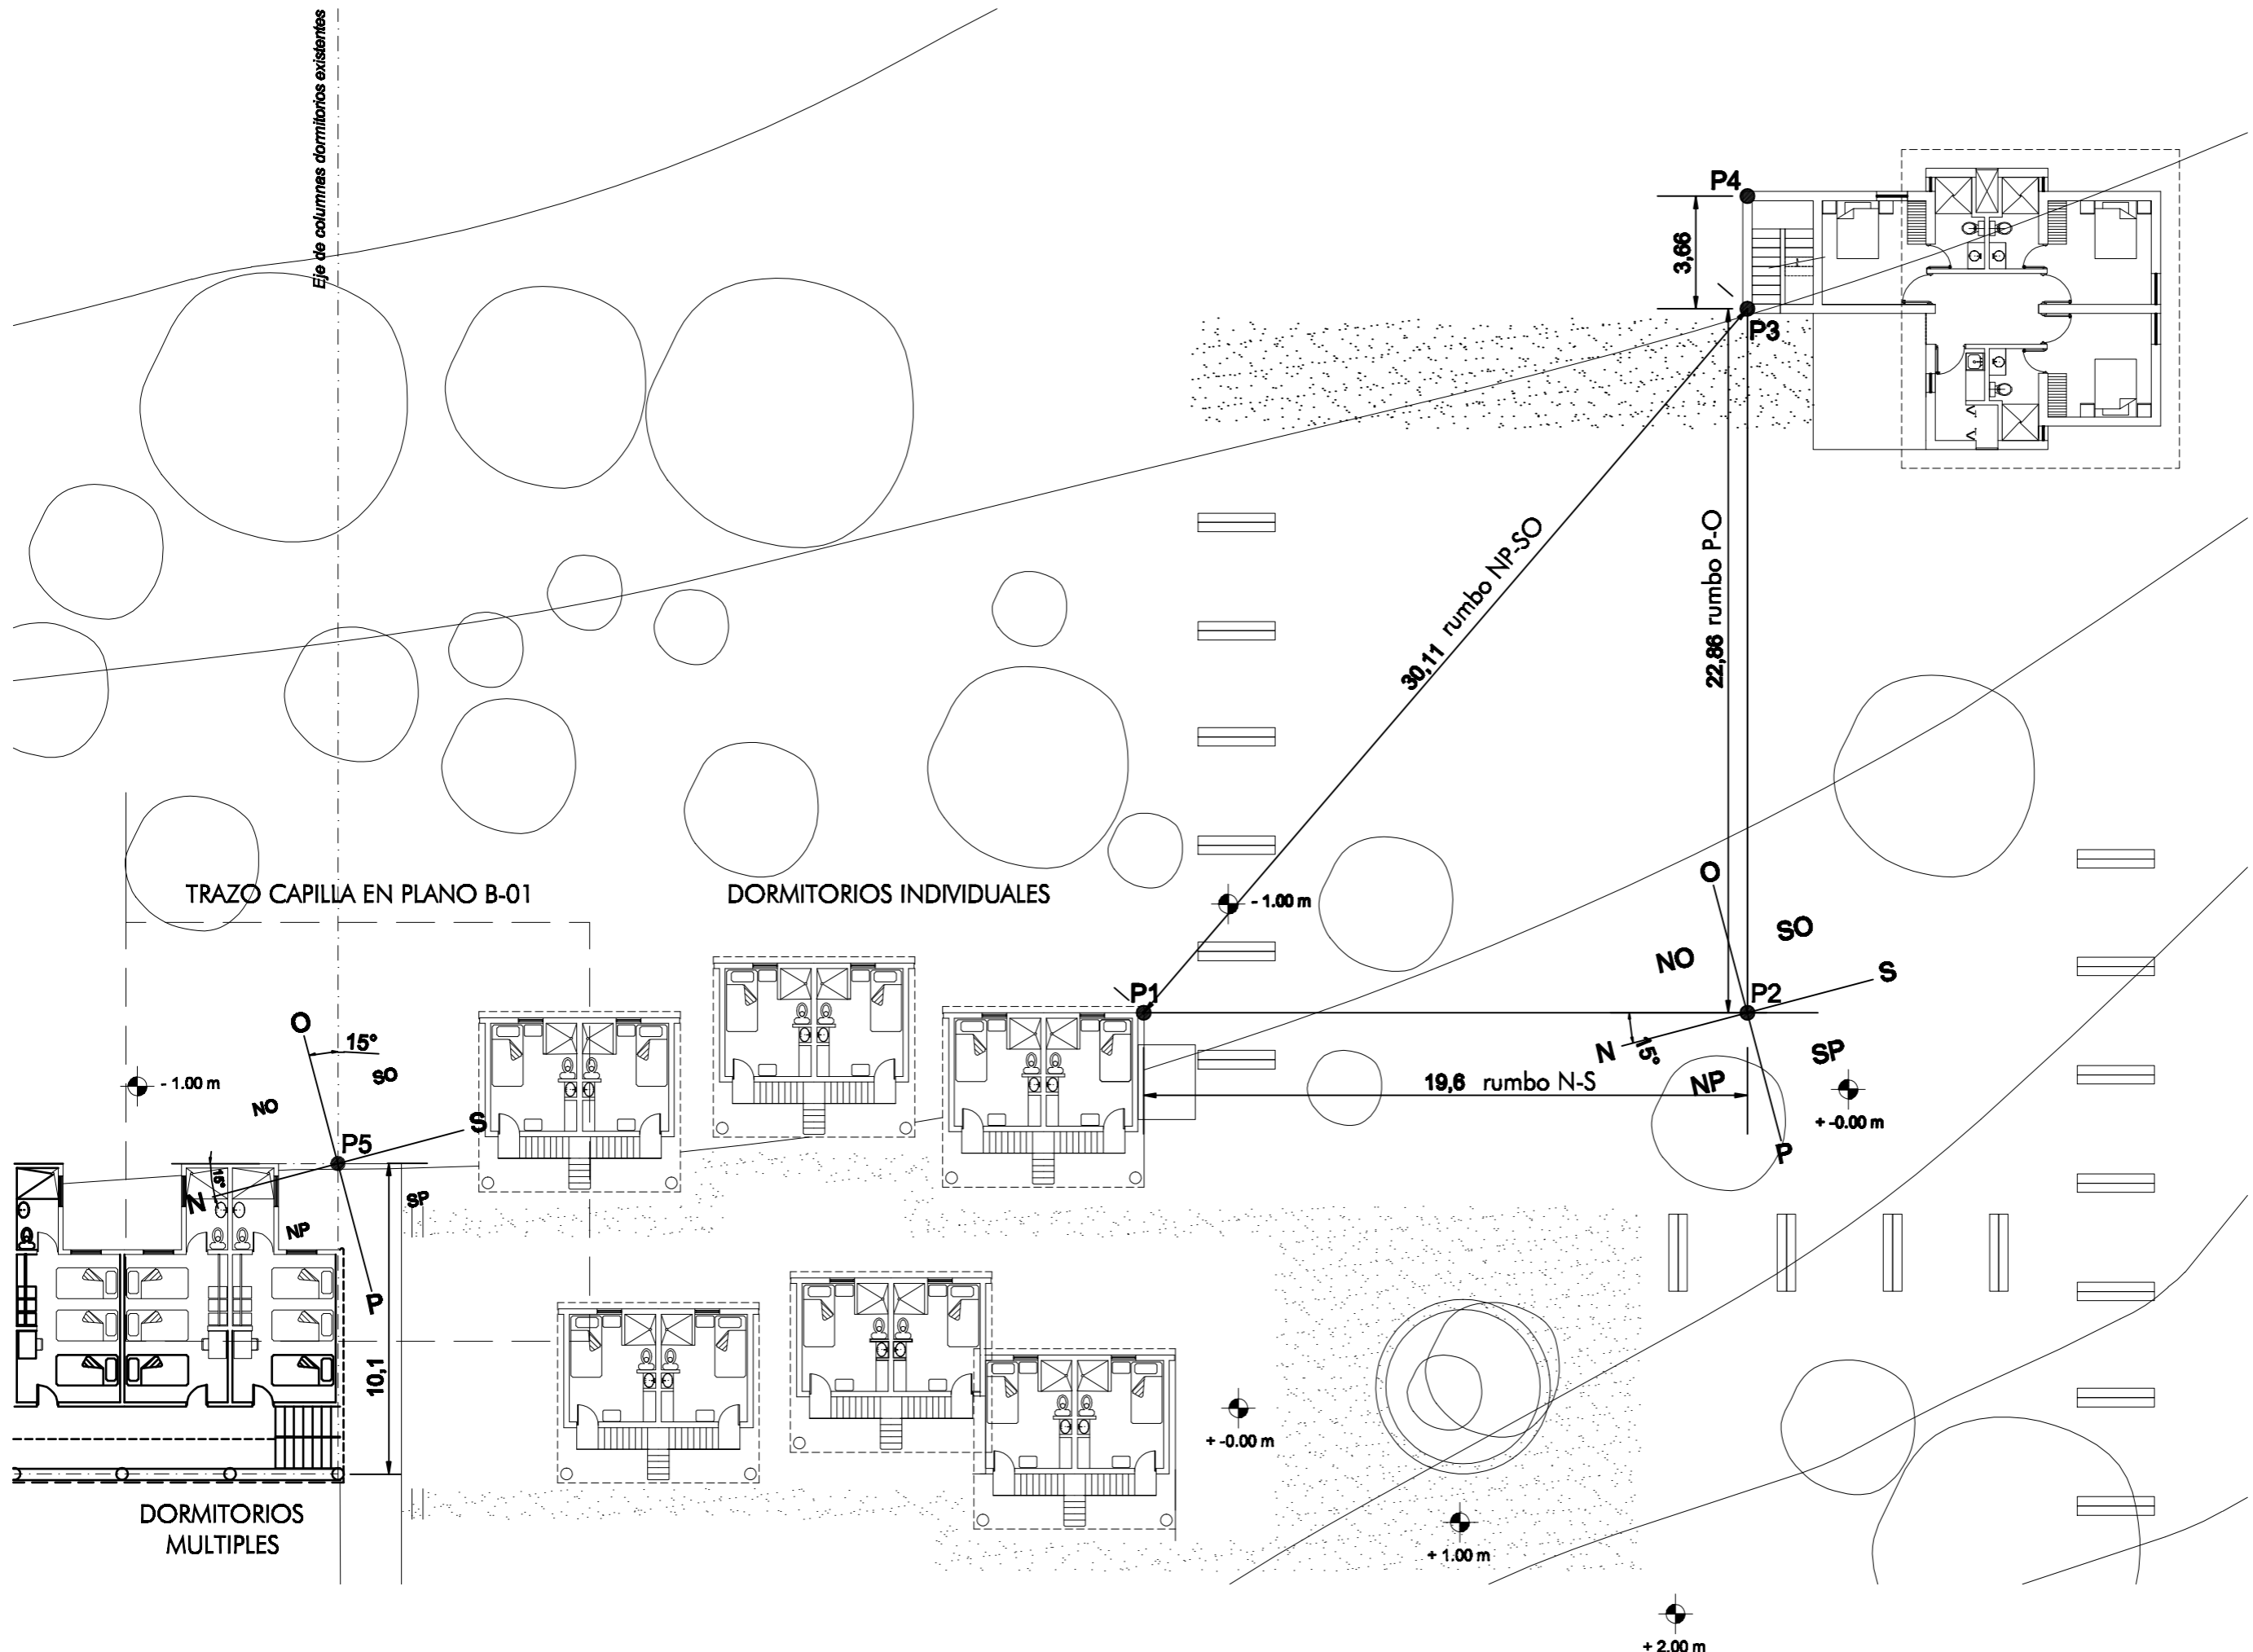 Eje de columnas dormitorios existentes
P4
3,66
P3
30,11 rumbo NP-SO
22,86 rumbo P-O
TRAZO CAPILLA EN PLANO B-01
DORMITORIOS INDIVIDUALES
- 1.00 m
O
SO
NO
S
P1
P2
N
15°
SP
NP
19,6 rumbo N-S
+ -0.00 m
P
O
15°
SO
- 1.00 m
NO
S
P5
15°
N
SP
NP
P
10,1
+ -0.00 m
DORMITORIOS
MULTIPLES
+ 1.00 m
+ 2.00 m